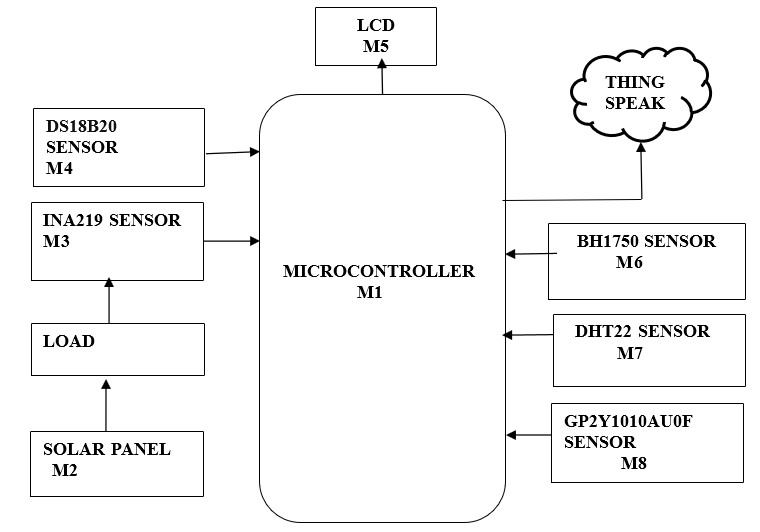 LCD
M5
THING
SPEAK
DS18B20
SENSOR
M4
INA219 SENSOR
M3
LOAD
SOLAR PANEL
M2
MICROCONTROLLER
M1
BH1750 SENSOR
M6
DHT22 SENSOR
M7
GP2Y1010AU0F
SENSOR
M8